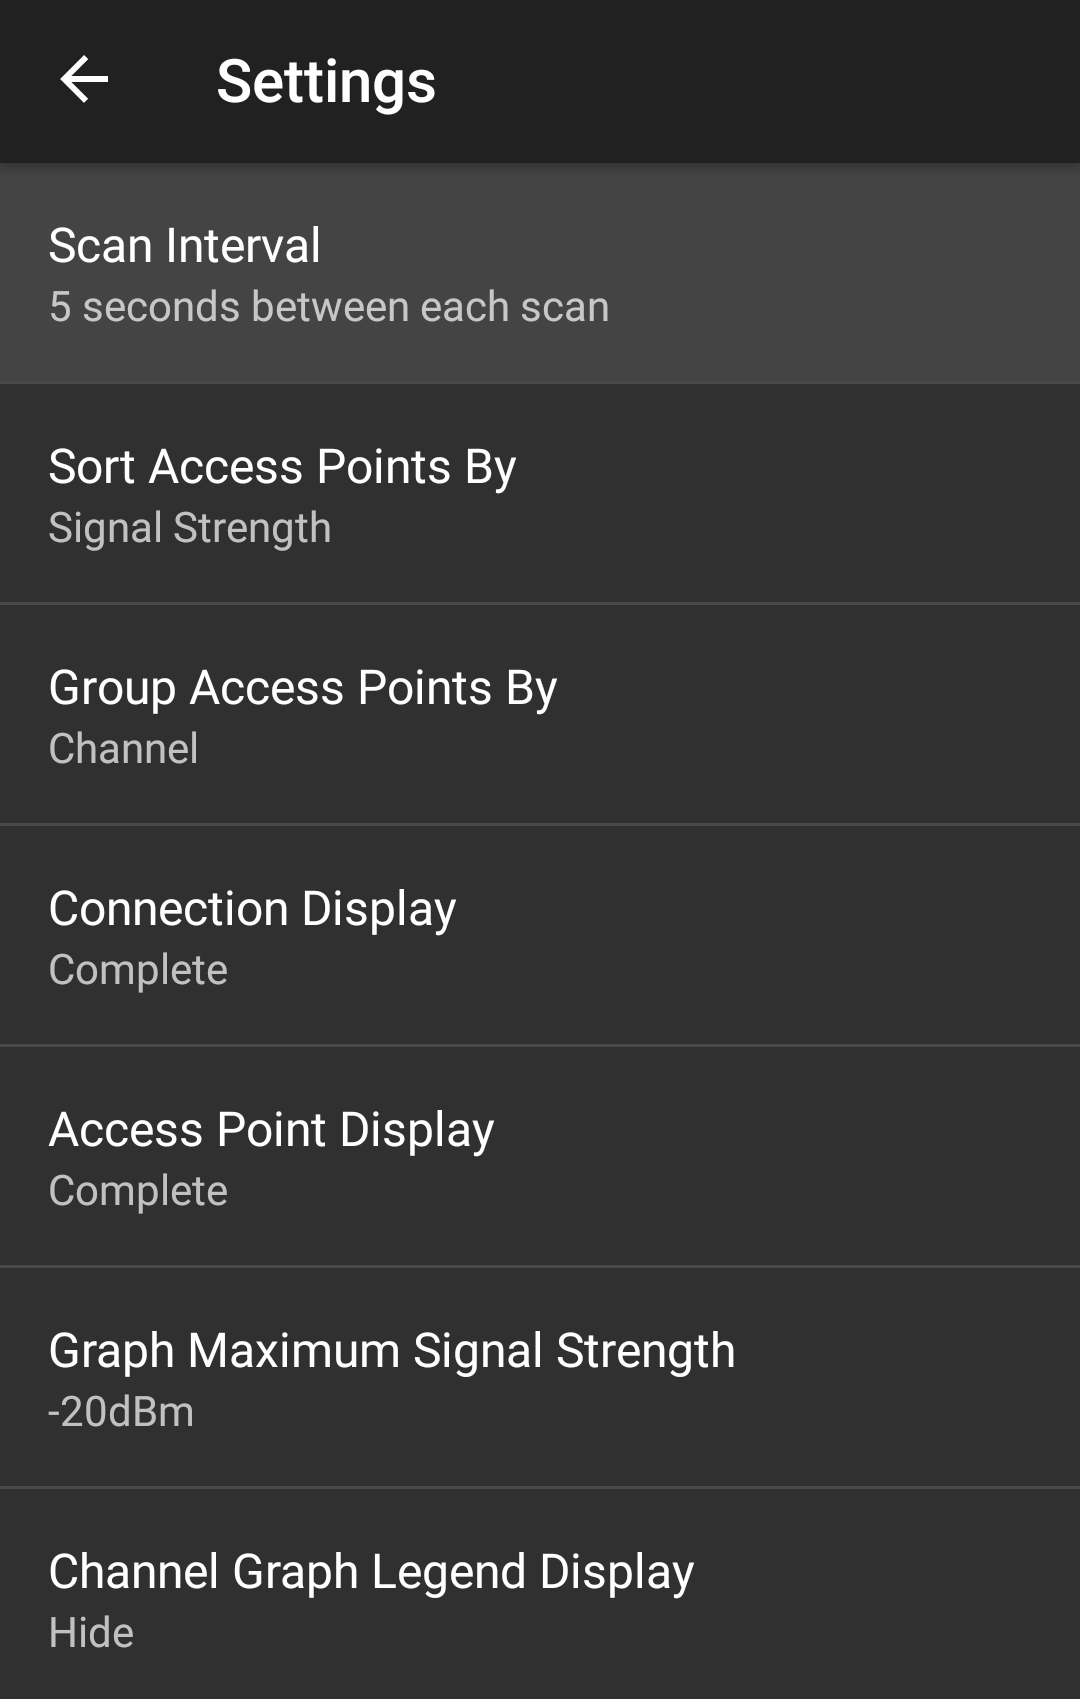 Settings
Scan Interval
5 seconds between each scan
Sort Access Points By
Signal Strength
Group Access Points By
Channel
Connection Display
Complete
Access Point Display
Complete
Graph Maximum Signal Strength
-20dBm
Channel Graph Legend Display
Hide